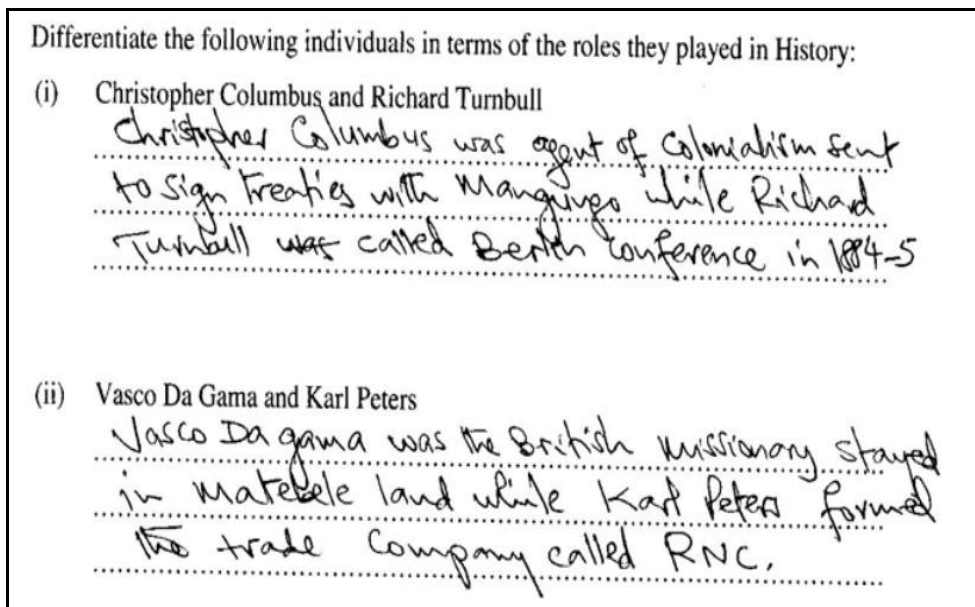 Differentiate the following individuals in terms of the roles they played in History:
(i) Christopher Columbus and Richard Turnbull
Christopher Columbus was agent of Colonialism sent
to sign treaties with Mangungo while Richard
Turnbull was called Berlin Conference in 1884-5
(ii) Vasco Da Gama and Karl Peters
Vasco Da gama was the British missionary stayed
in matebele land while Karl Peters formed
the trade Company called RNC.